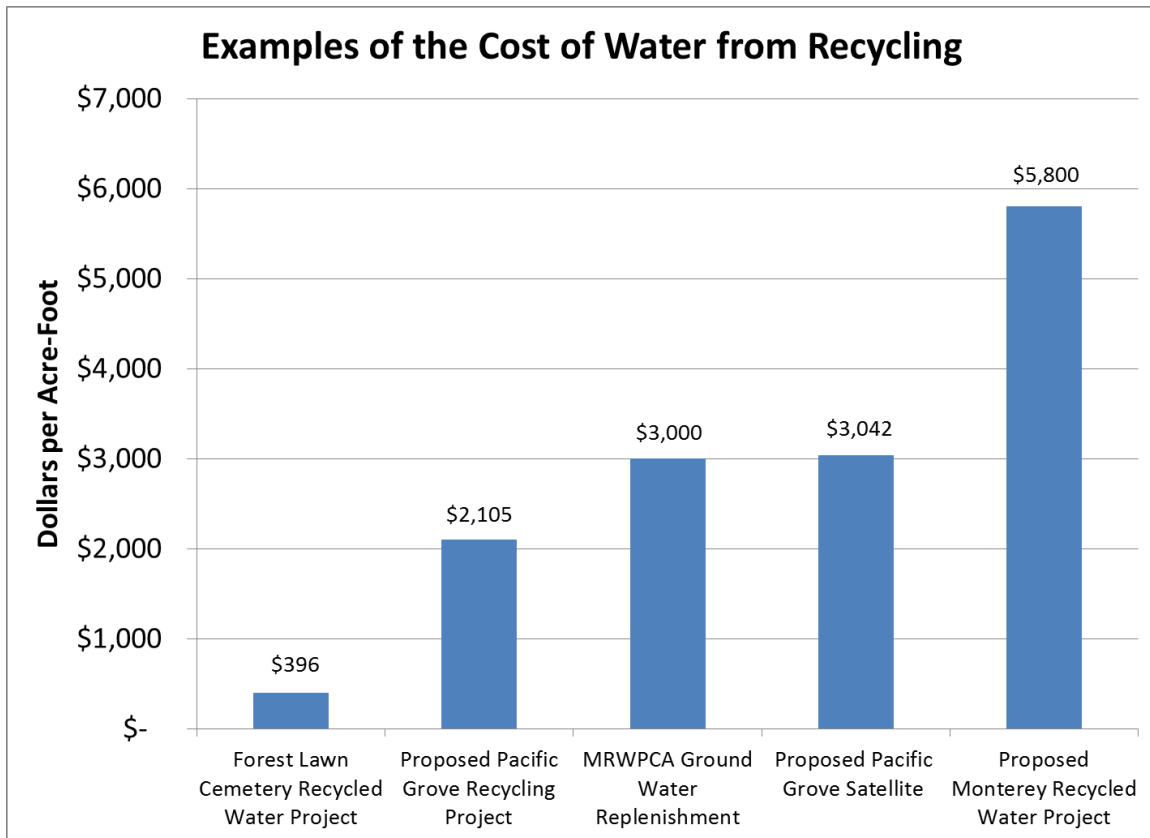 Examples of the Cost of Water from Recycling
Dollars per Acre-Foot
$7,000
$6,000
$5,000
$4,000
$3,000
$2,000
$1,000
$-
$396
$2,105
$3,000
$3,042
$5,800
Forest Lawn
Cemetery Recycled
Water Project
Proposed Pacific
Grove Recycling
Project
MRWPCA Ground
Water
Replenishment
Proposed Pacific
Grove Satellite
Proposed
Monterey Recycled
Water Project